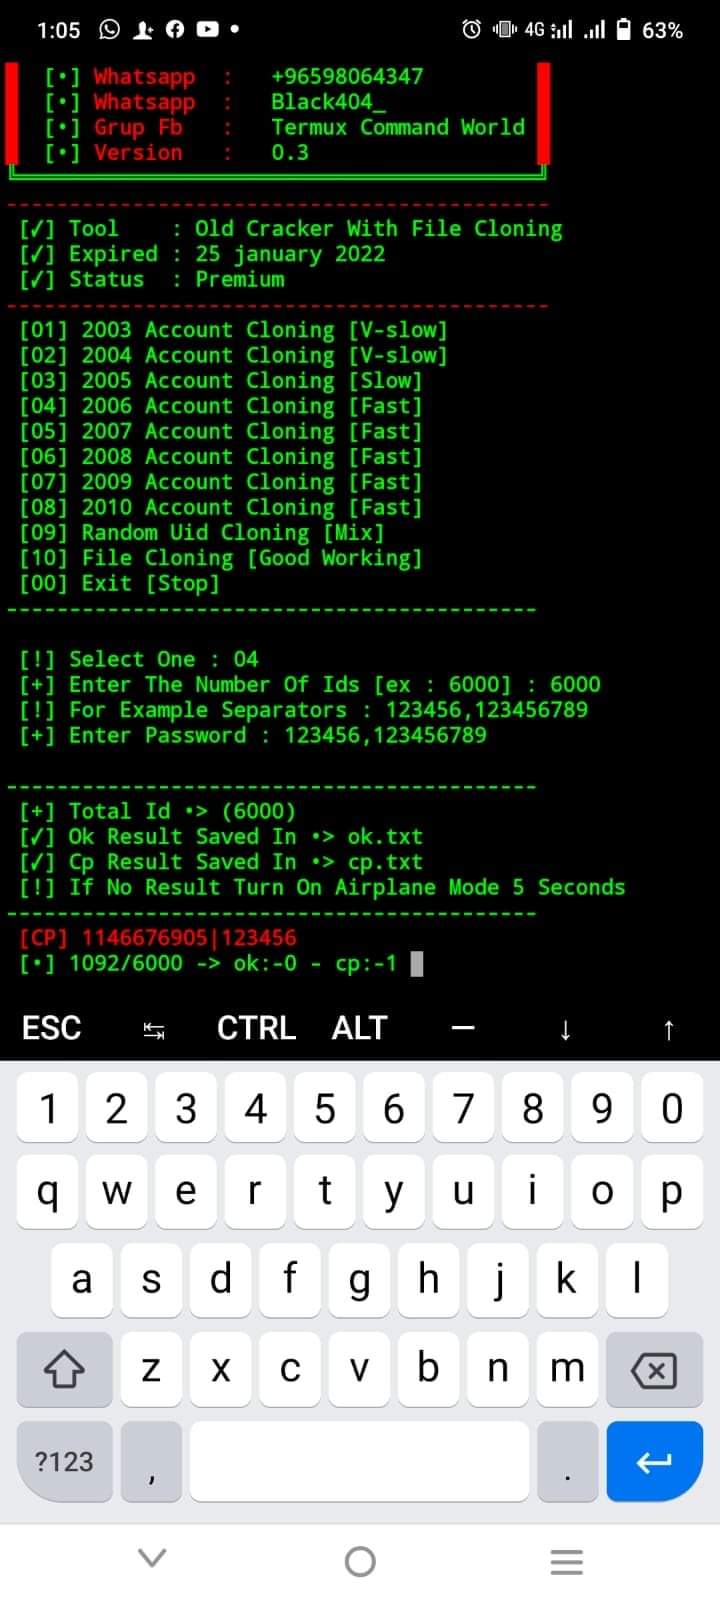 1:05 4G 63%
[•] Whatsapp : +96598064347
[•] Whatsapp : Black404_
[•] Grup Fb : Termux Command World
[•] Version : 0.3
[✓] Tool : Old Cracker With File Cloning
[✓] Expired : 25 january 2022
[✓] Status : Premium
[01] 2003 Account Cloning [V-slow]
[02] 2004 Account Cloning [V-slow]
[03] 2005 Account Cloning [Slow]
[04] 2006 Account Cloning [Fast]
[05] 2007 Account Cloning [Fast]
[06] 2008 Account Cloning [Fast]
[07] 2009 Account Cloning [Fast]
[08] 2010 Account Cloning [Fast]
[09] Random Uid Cloning [Mix]
[10] File Cloning [Good Working]
[00] Exit [Stop]
[!] Select One : 04
[+] Enter The Number Of Ids [ex : 6000] : 6000
[!] For Example Separators : 123456,123456789
[+] Enter Password : 123456,123456789
[+] Total Id •> (6000)
[✓] Ok Result Saved In •> ok.txt
[✓] Cp Result Saved In •> cp.txt
[!] If No Result Turn On Airplane Mode 5 Seconds
[CP] 1146676905|123456
[•] 1092/6000 -> ok:-0 - cp:-1
ESC ↹ CTRL ALT — ↓ ↑
1 2 3 4 5 6 7 8 9 0
q w e r t y u i o p
a s d f g h j k l
z x c v b n m
?123 , .